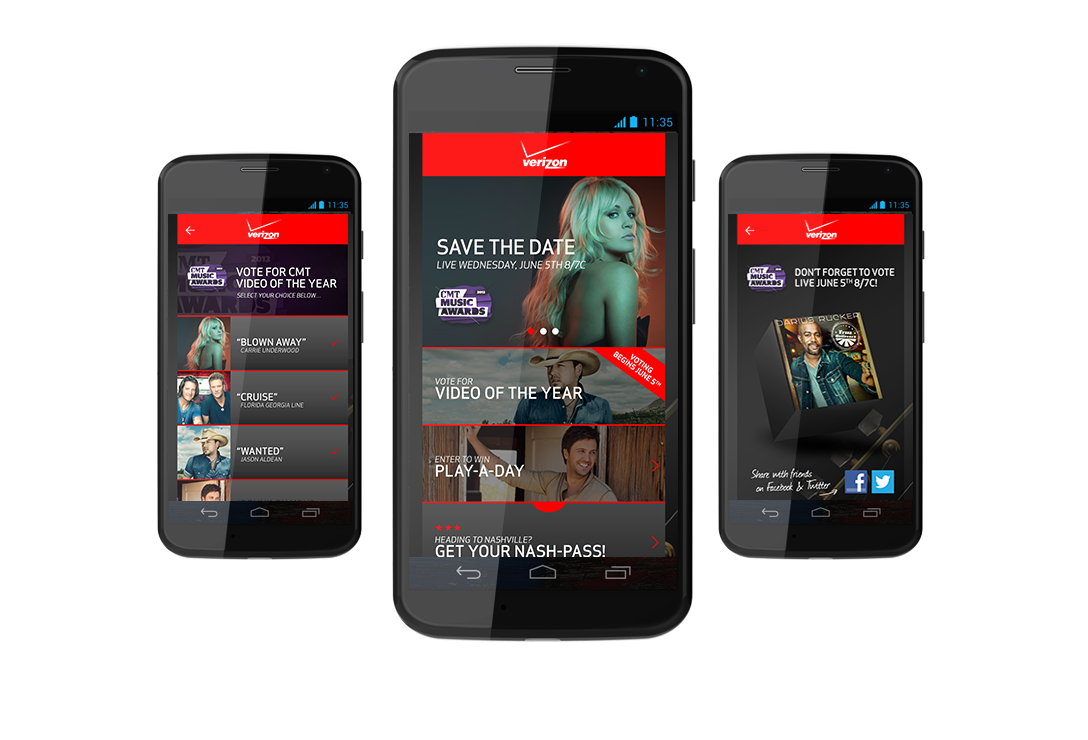 11:35
verizon
2013
CMT
MUSIC
AWARDS
VOTE FOR CMT
VIDEO OF THE YEAR
SELECT YOUR CHOICE BELOW...
"BLOWN AWAY"
CARRIE UNDERWOOD
"CRUISE"
FLORIDA GEORGIA LINE
"WANTED"
JASON ALDEAN
11:35
verizon
SAVE THE DATE
LIVE WEDNESDAY, JUNE 5TH 8/7C
2013
CMT
MUSIC
AWARDS
VOTING
BEGINS JUNE 5TH
VOTE FOR
VIDEO OF THE YEAR
ENTER TO WIN
PLAY-A-DAY
HEADING TO NASHVILLE?
GET YOUR NASH-PASS!
11:35
verizon
CMT
MUSIC
AWARDS
DON'T FORGET TO VOTE
LIVE JUNE 5TH 8/7C!
DARIUS RUCKER
Share with friends
on Facebook & Twitter
f